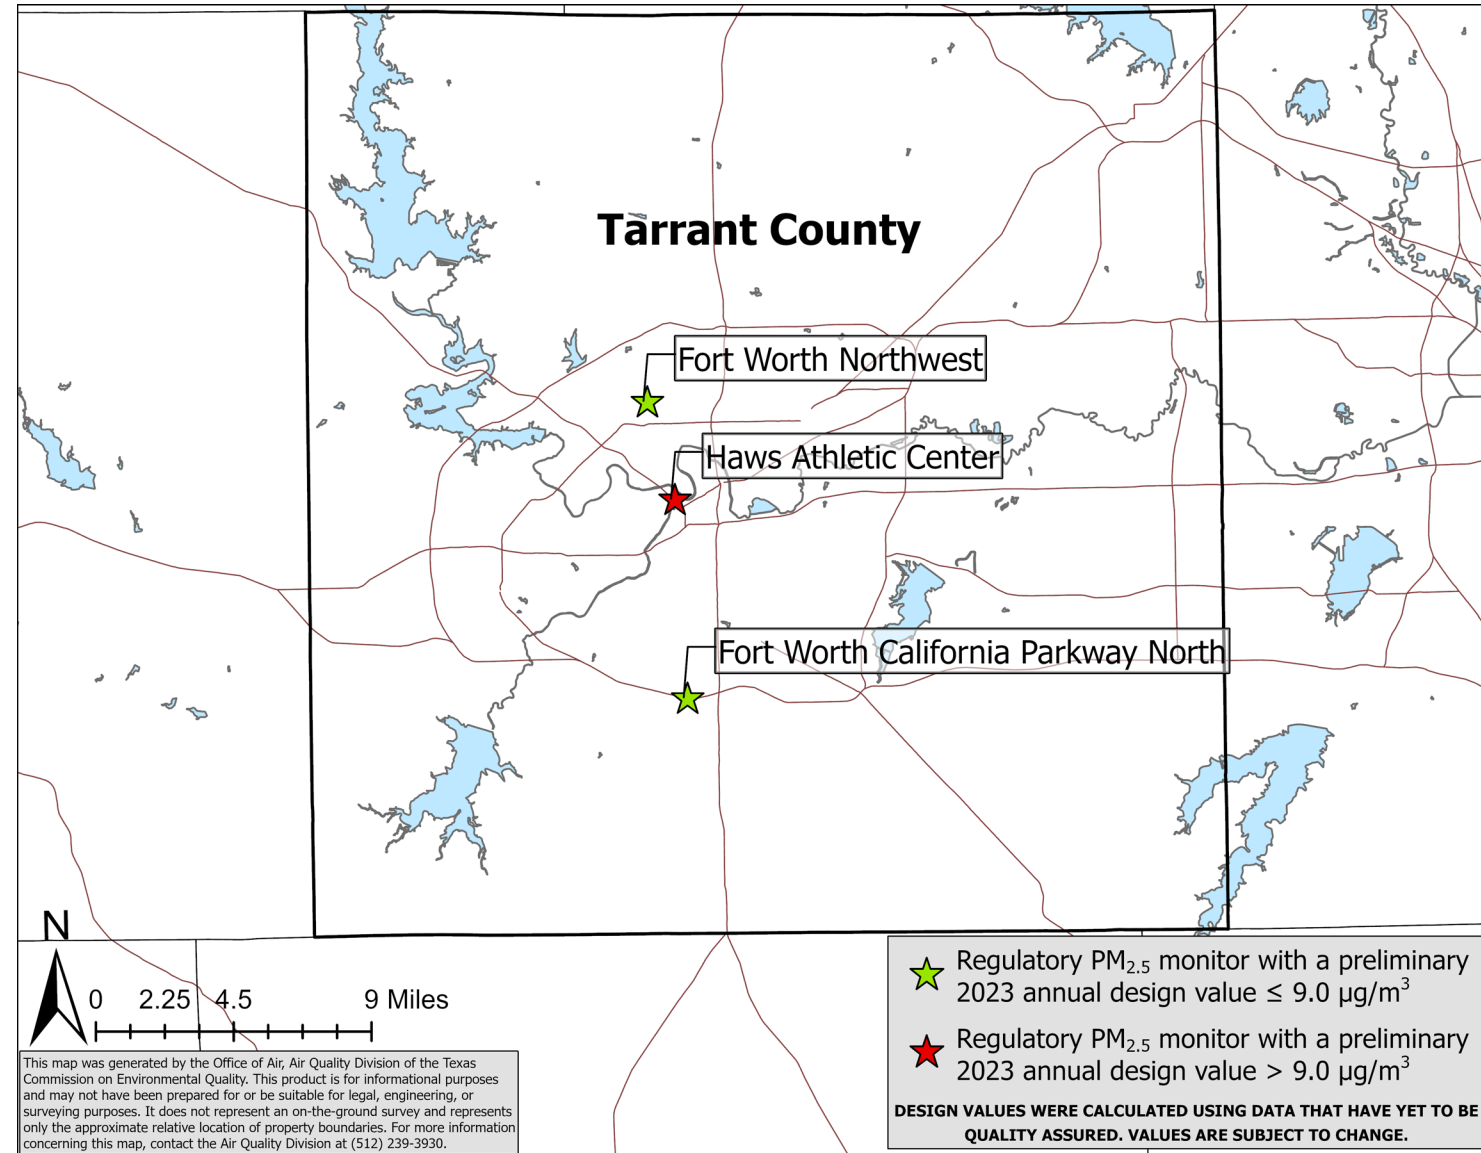 Tarrant County
Fort Worth Northwest
Haws Athletic Center
Fort Worth California Parkway North
N
0 2.25 4.5 9 Miles
This map was generated by the Office of Air, Air Quality Division of the Texas
Commission on Environmental Quality. This product is for informational purposes
and may not have been prepared for or be suitable for legal, engineering, or
surveying purposes. It does not represent an on-the-ground survey and represents
only the approximate relative location of property boundaries. For more information
concerning this map, contact the Air Quality Division at (512) 239-3930.
Regulatory PM₂.₅ monitor with a preliminary
2023 annual design value ≤ 9.0 µg/m³
Regulatory PM₂.₅ monitor with a preliminary
2023 annual design value > 9.0 µg/m³
DESIGN VALUES WERE CALCULATED USING DATA THAT HAVE YET TO BE
QUALITY ASSURED. VALUES ARE SUBJECT TO CHANGE.